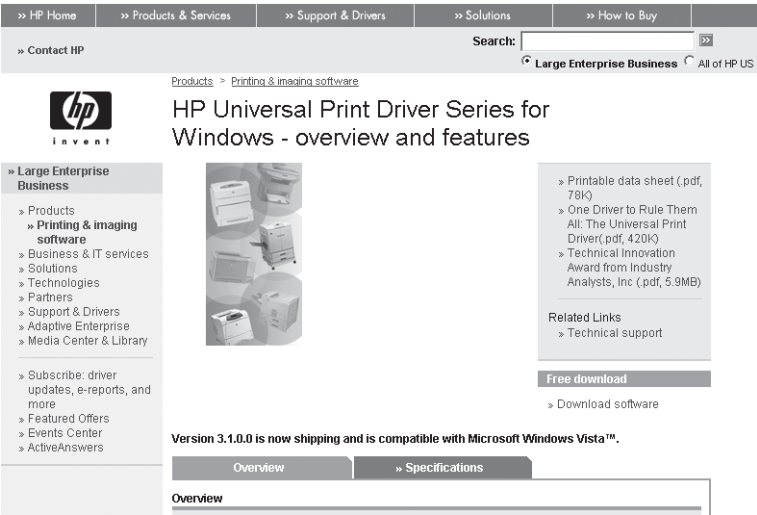 » HP Home » Products & Services » Support & Drivers » Solutions » How to Buy
» Contact HP
Search: »
Large Enterprise Business All of HP US
Products > Printing & imaging software
hp
invent
HP Universal Print Driver Series for
Windows - overview and features
» Large Enterprise
Business
» Products
» Printing & imaging
software
» Business & IT services
» Solutions
» Technologies
» Partners
» Support & Drivers
» Adaptive Enterprise
» Media Center & Library
» Subscribe: driver
updates, e-reports, and
more
» Featured Offers
» Events Center
» ActiveAnswers
» Printable data sheet (.pdf,
78K)
» One Driver to Rule Them
All: The Universal Print
Driver(.pdf, 420K)
» Technical Innovation
Award from Industry
Analysts, Inc (.pdf, 5.9MB)
Related Links
» Technical support
Free download
» Download software
Version 3.1.0.0 is now shipping and is compatible with Microsoft Windows Vista™.
Overview » Specifications
Overview